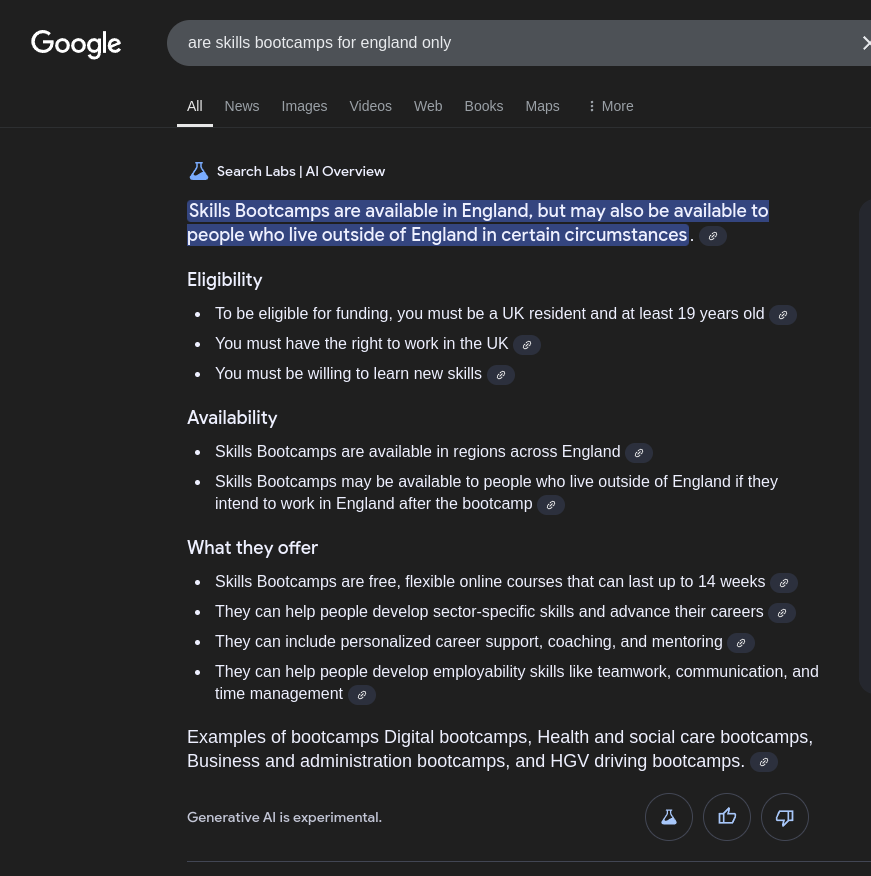 Google
are skills bootcamps for england only
All News Images Videos Web Books Maps More
Search Labs | AI Overview
Skills Bootcamps are available in England, but may also be available to
people who live outside of England in certain circumstances.
Eligibility
• To be eligible for funding, you must be a UK resident and at least 19 years old
• You must have the right to work in the UK
• You must be willing to learn new skills
Availability
• Skills Bootcamps are available in regions across England
• Skills Bootcamps may be available to people who live outside of England if they
intend to work in England after the bootcamp
What they offer
• Skills Bootcamps are free, flexible online courses that can last up to 14 weeks
• They can help people develop sector-specific skills and advance their careers
• They can include personalized career support, coaching, and mentoring
• They can help people develop employability skills like teamwork, communication, and
time management
Examples of bootcamps Digital bootcamps, Health and social care bootcamps,
Business and administration bootcamps, and HGV driving bootcamps.
Generative AI is experimental.